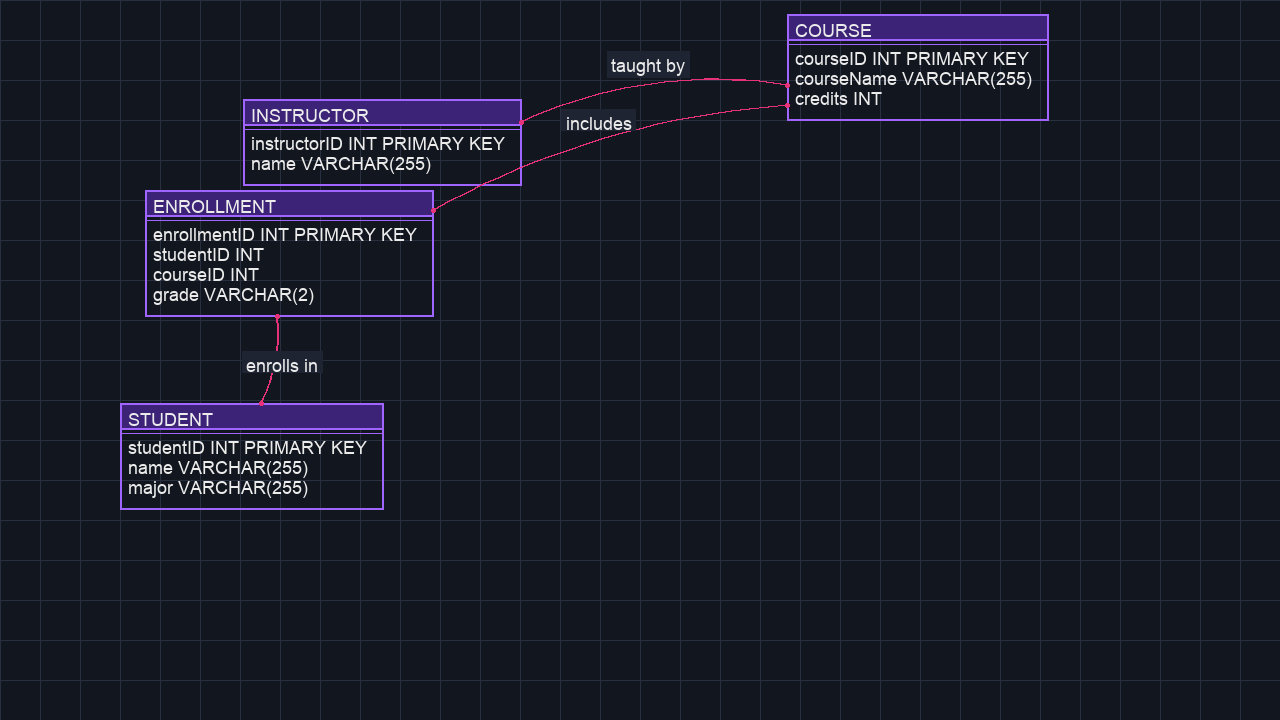 COURSE
courseID INT PRIMARY KEY
courseName VARCHAR(255)
credits INT
taught by
INSTRUCTOR
instructorID INT PRIMARY KEY
name VARCHAR(255)
includes
ENROLLMENT
enrollmentID INT PRIMARY KEY
studentID INT
courseID INT
grade VARCHAR(2)
enrolls in
STUDENT
studentID INT PRIMARY KEY
name VARCHAR(255)
major VARCHAR(255)